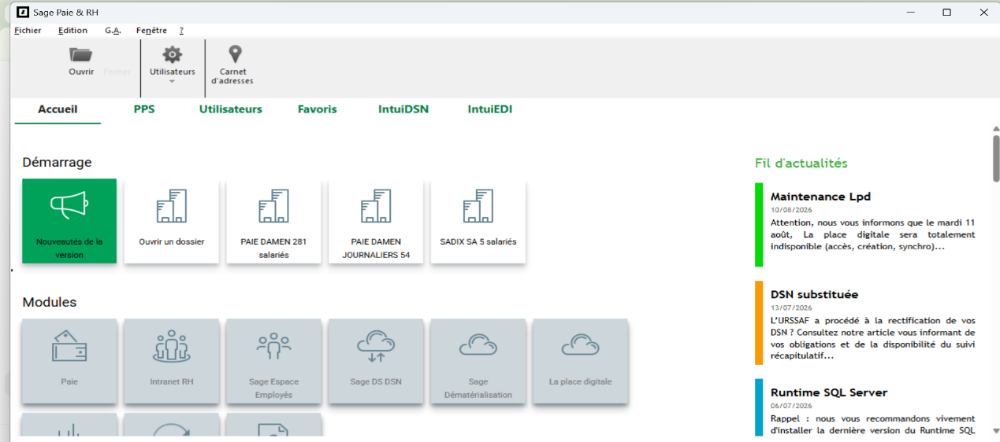 Sage Paie & RH
Fichier Edition G.A. Fenêtre ?
Ouvrir Fermer Utilisateurs Carnet
d'adresses
Accueil PPS Utilisateurs Favoris IntuiDSN IntuiEDI
Démarrage
Nouveautés de la
version
Ouvrir un dossier
PAIE DAMEN 281
salariés
PAIE DAMEN
JOURNALIERS 54
SADIX SA 5 salariés
Modules
Paie
Intranet RH
Sage Espace
Employés
Sage DS DSN
Sage
Dématérialisation
La place digitale
Fil d'actualités
Maintenance Lpd
10/08/2026
Attention, nous vous informons que le mardi 11
août, La place digitale sera totalement
indisponible (accès, création, synchro)...
DSN substituée
13/07/2026
L'URSSAF a procédé à la rectification de vos
DSN ? Consultez notre article vous informant de
vos obligations et de la disponibilité du suivi
récapitulatif...
Runtime SQL Server
06/07/2026
Rappel : nous vous recommandons vivement
d'installer la dernière version du Runtime SQL